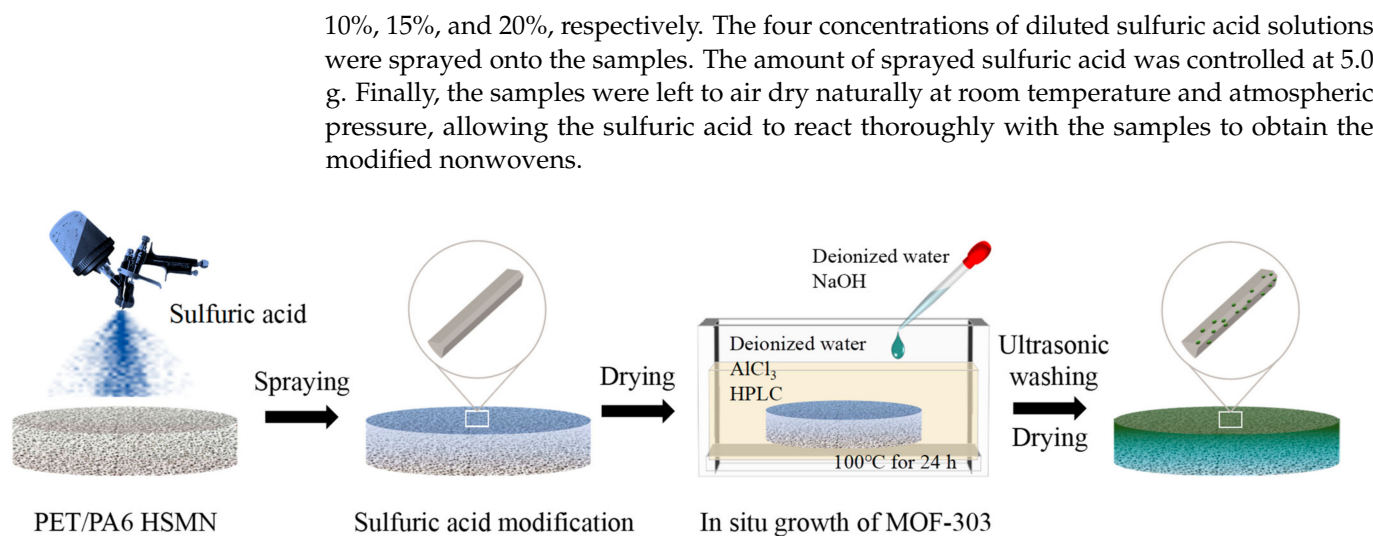 10%, 15%, and 20%, respectively. The four concentrations of diluted sulfuric acid solutions
were sprayed onto the samples. The amount of sprayed sulfuric acid was controlled at 5.0
g. Finally, the samples were left to air dry naturally at room temperature and atmospheric
pressure, allowing the sulfuric acid to react thoroughly with the samples to obtain the
modified nonwovens.
Sulfuric acid
Spraying
Drying
Deionized water
NaOH
Deionized water
AlCl₃
HPLC
100°C for 24 h
Ultrasonic
washing
Drying
PET/PA6 HSMN
Sulfuric acid modification
In situ growth of MOF-303